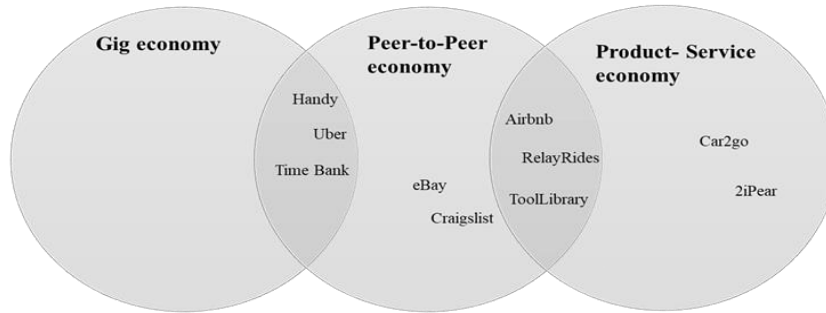 Gig economy
Peer-to-Peer
economy
Product- Service
economy
Handy
Uber
Time Bank
eBay
Craigslist
Airbnb
RelayRides
ToolLibrary
Car2go
2iPear